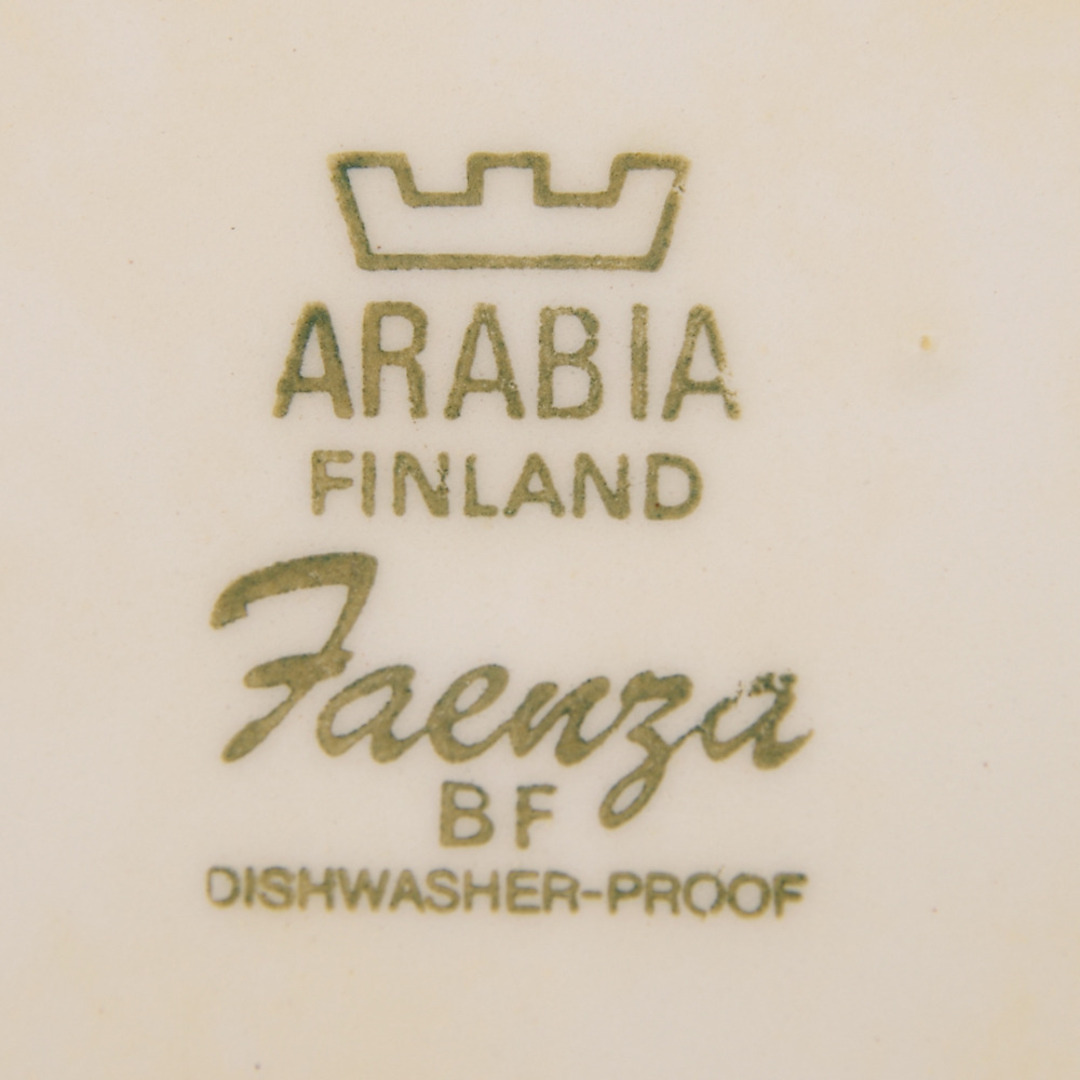 ARABIA
FINLAND
Faenza
BF
DISHWASHER-PROOF